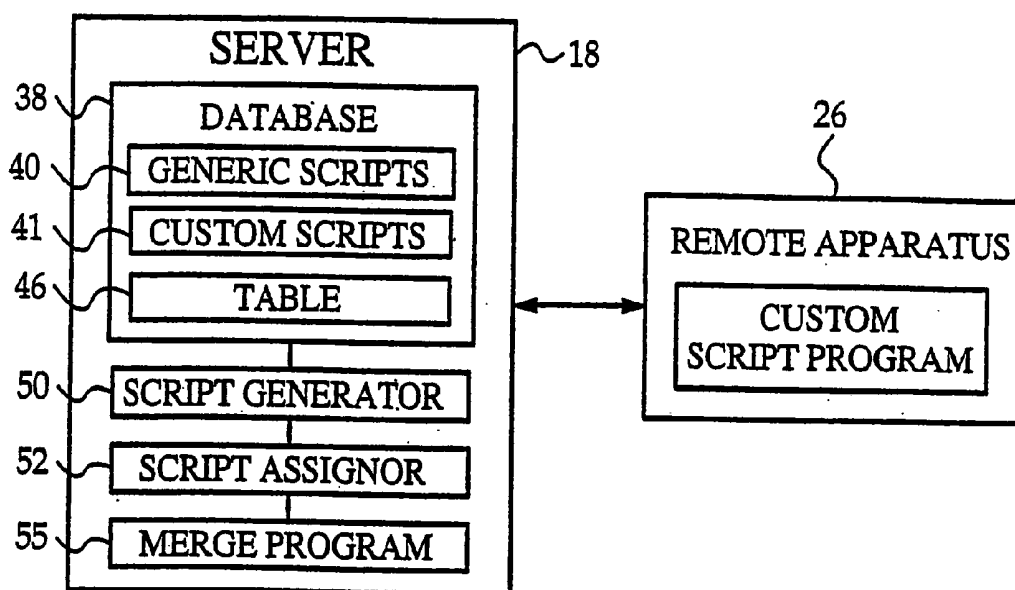 SERVER
18
38
DATABASE
40
GENERIC SCRIPTS
41
CUSTOM SCRIPTS
46
TABLE
50
SCRIPT GENERATOR
52
SCRIPT ASSIGNOR
55
MERGE PROGRAM
26
REMOTE APPARATUS
CUSTOM
SCRIPT PROGRAM